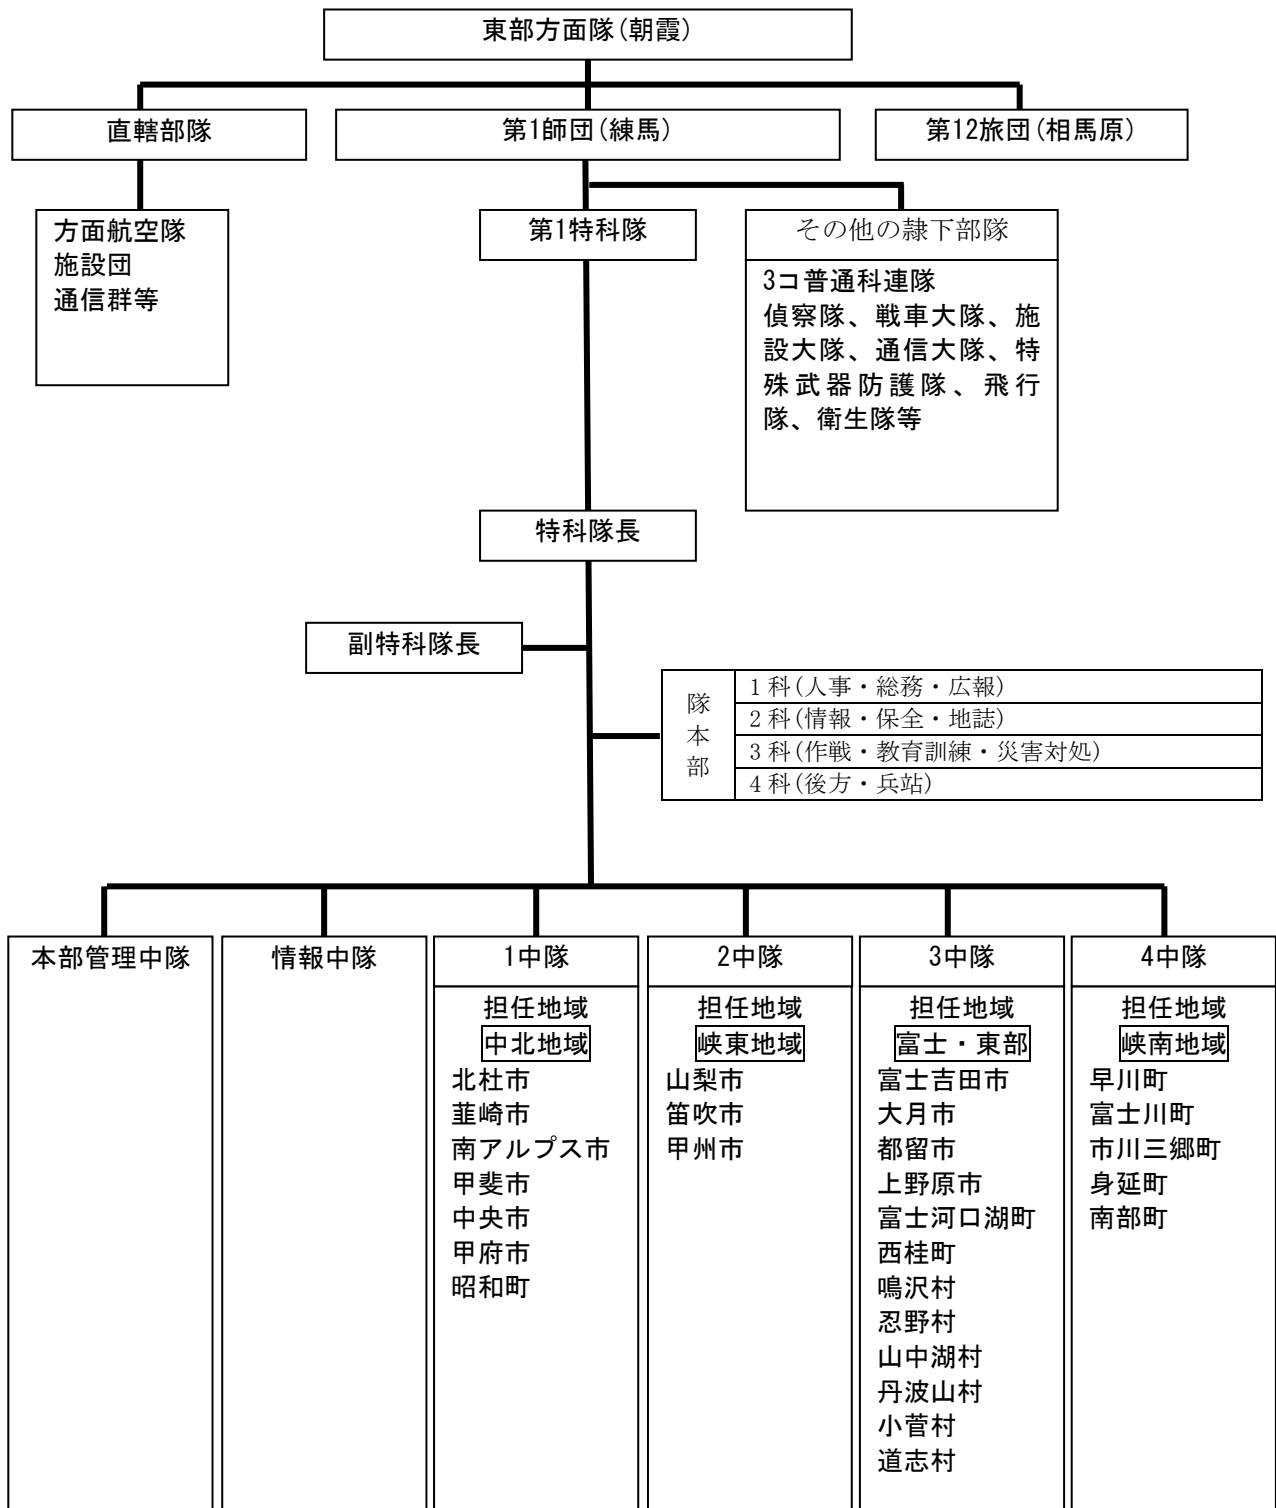 東部方面隊(朝霞)
直轄部隊
第1師団(練馬)
第12旅団(相馬原)
方面航空隊
施設団
通信群等
第1特科隊
その他の隷下部隊
3コ普通科連隊
偵察隊、戦車大隊、施
設大隊、通信大隊、特
殊武器防護隊、飛行
隊、衛生隊等
特科隊長
副特科隊長
隊本部
1科(人事・総務・広報)
2科(情報・保全・地誌)
3科(作戦・教育訓練・災害対処)
4科(後方・兵站)
本部管理中隊
情報中隊
1中隊
担任地域
中北地域
北杜市
韮崎市
南アルプス市
甲斐市
中央市
甲府市
昭和町
2中隊
担任地域
峡東地域
山梨市
笛吹市
甲州市
3中隊
担任地域
富士・東部
富士吉田市
大月市
都留市
上野原市
富士河口湖町
西桂町
鳴沢村
忍野村
山中湖村
丹波山村
小菅村
道志村
4中隊
担任地域
峡南地域
早川町
富士川町
市川三郷町
身延町
南部町